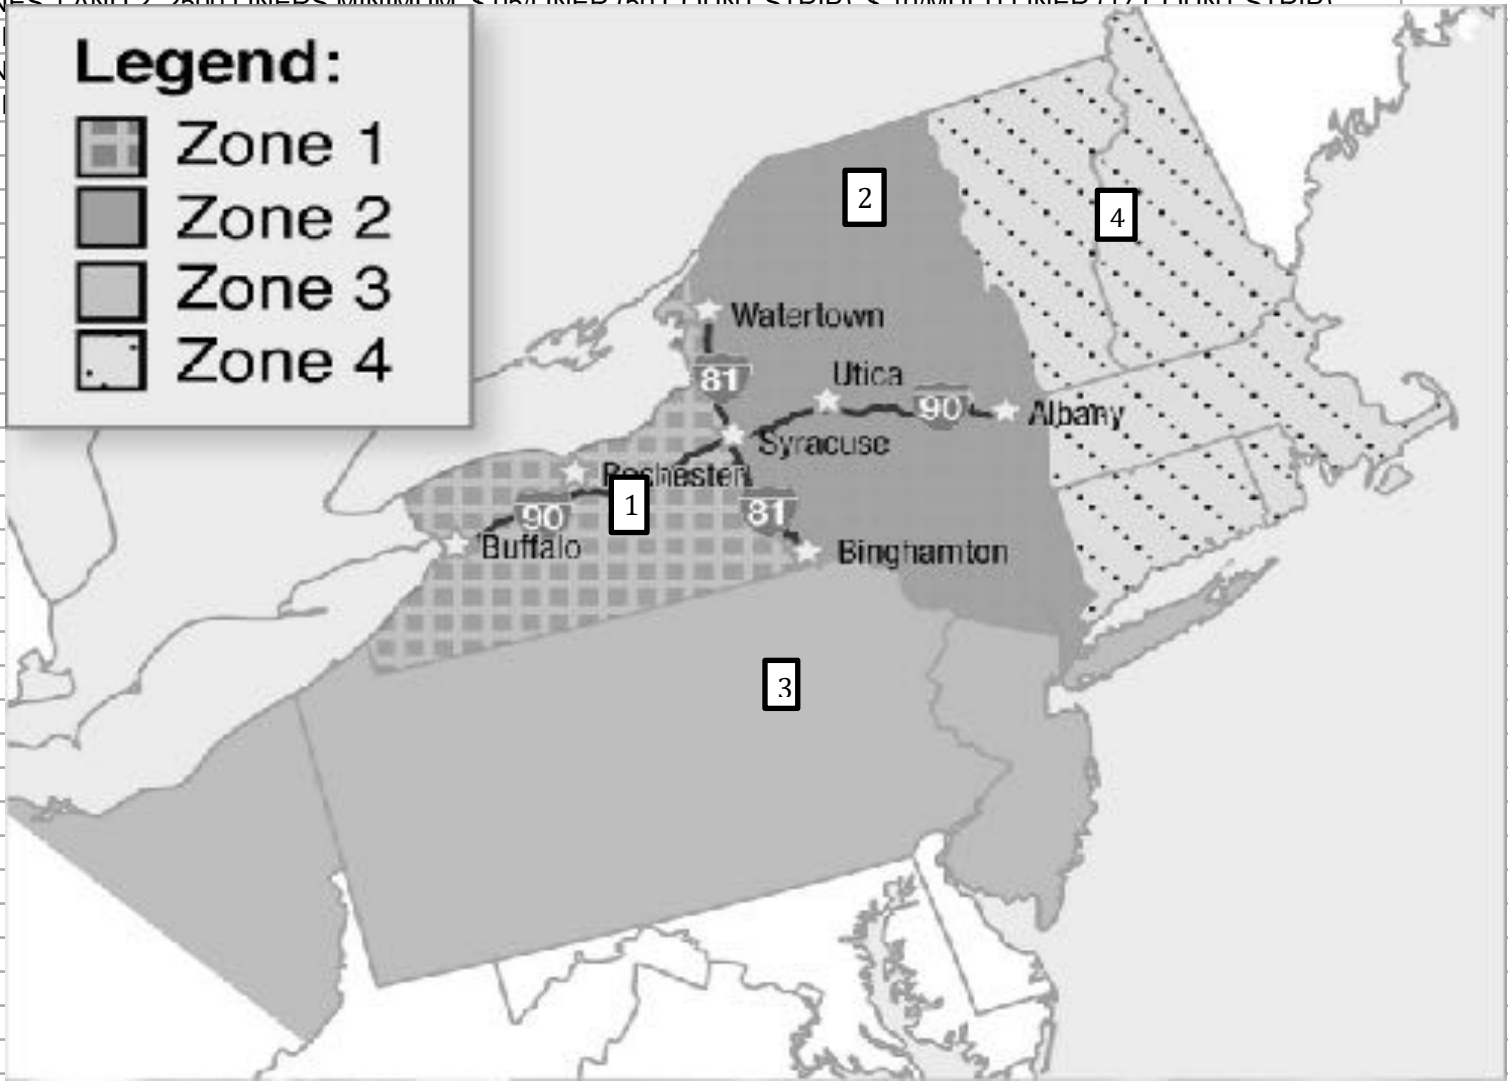 Legend:
Zone 1
Zone 2
Zone 3
Zone 4
2
4
Watertown
81
Utica
90
Albany
Syracuse
Rochester
1
90
81
Buffalo
Binghamton
3